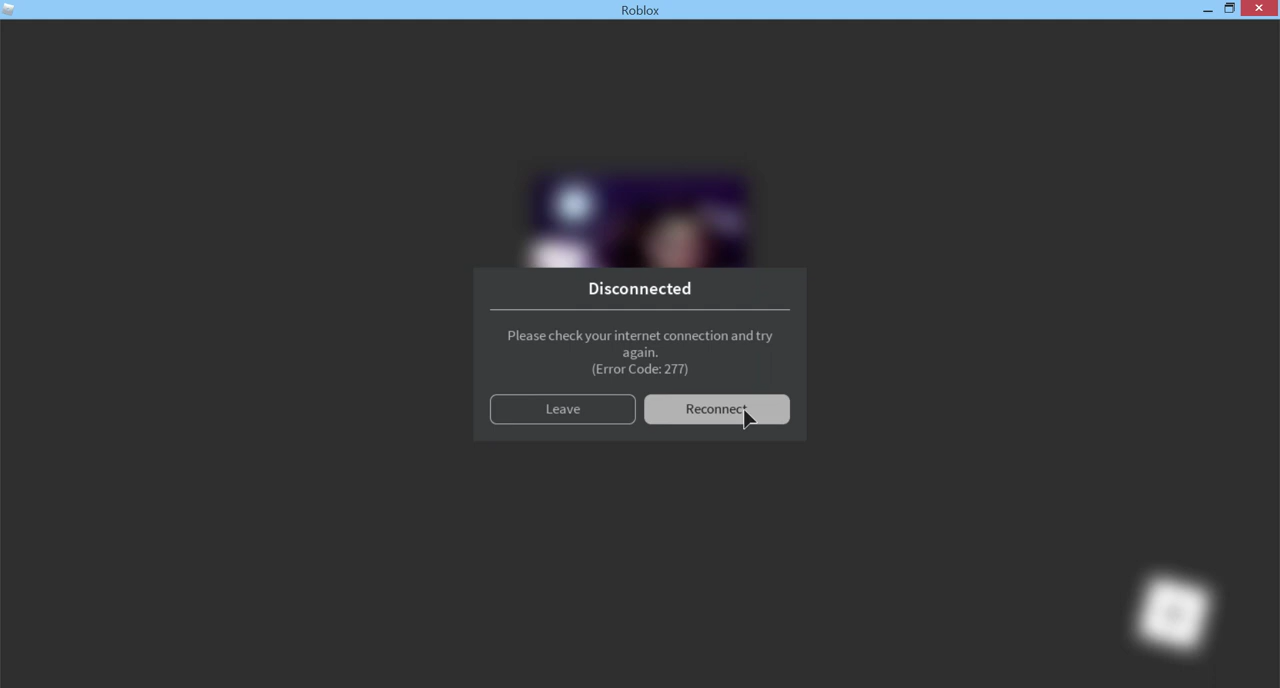 Roblox
Disconnected
Please check your internet connection and try
again.
(Error Code: 277)
Leave
Reconnect